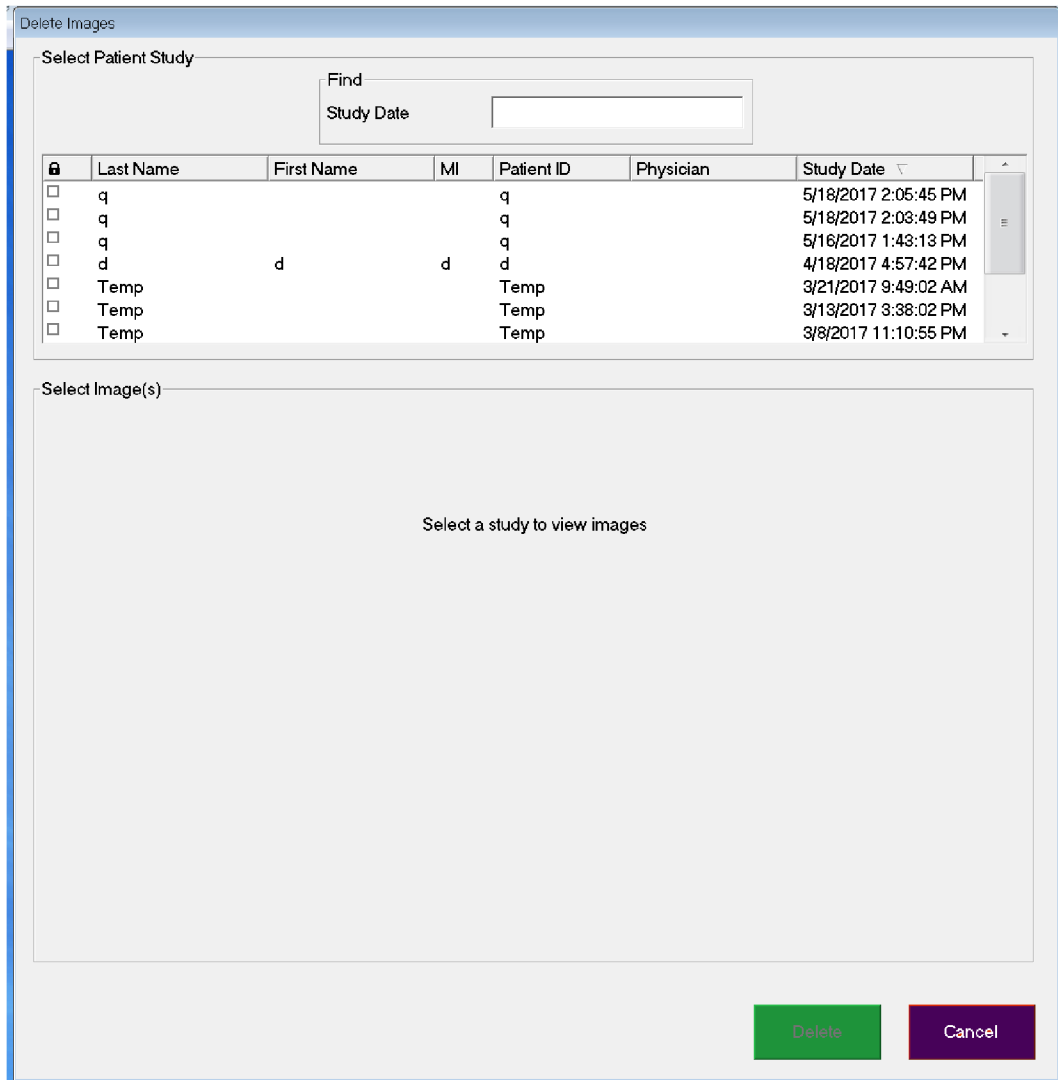 Delete Images
Select Patient Study
Find
Study Date
Last Name First Name MI Patient ID Physician Study Date
q q 5/18/2017 2:05:45 PM
q q 5/18/2017 2:03:49 PM
q q 5/16/2017 1:43:13 PM
d d d d 4/18/2017 4:57:42 PM
Temp Temp 3/21/2017 9:49:02 AM
Temp Temp 3/13/2017 3:38:02 PM
Temp Temp 3/8/2017 11:10:55 PM
Select Image(s)
Select a study to view images
Delete Cancel